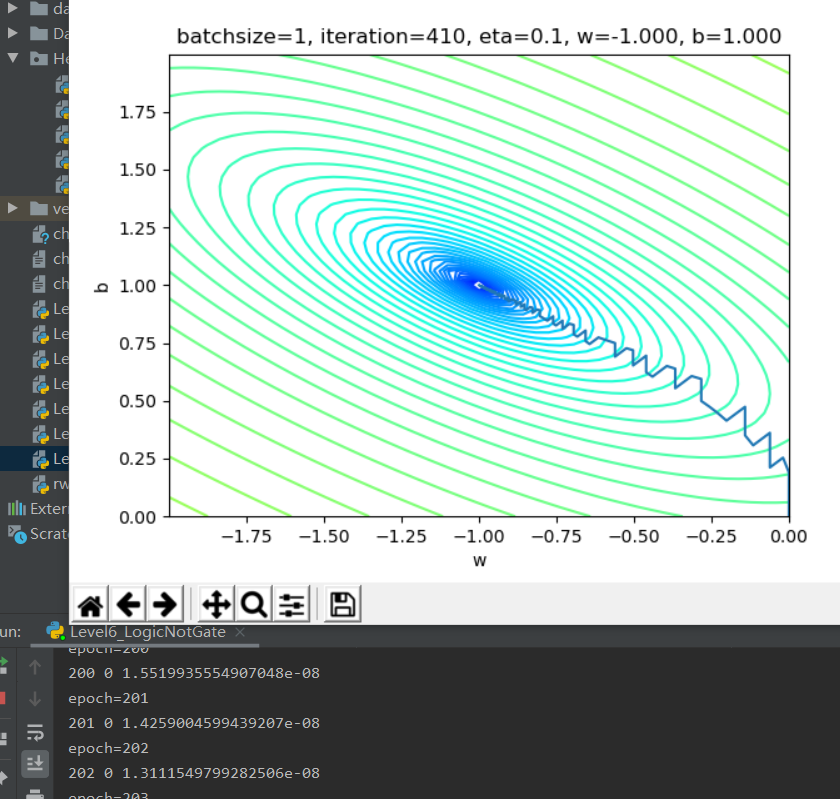 da
Da
He
batchsize=1, iteration=410, eta=0.1, w=-1.000, b=1.000
1.75
1.50
1.25
1.00
0.75
0.50
0.25
0.00
b
−1.75 −1.50 −1.25 −1.00 −0.75 −0.50 −0.25 0.00
w
ve
ch
ch
ch
Le
Le
Le
Le
Le
Le
Le
rw
Exter
Scrat
un: Level6_LogicNotGate ×
epoch=200
200 0 1.5519935554907048e-08
epoch=201
201 0 1.4259004599439207e-08
epoch=202
202 0 1.3111549799282506e-08
epoch=203